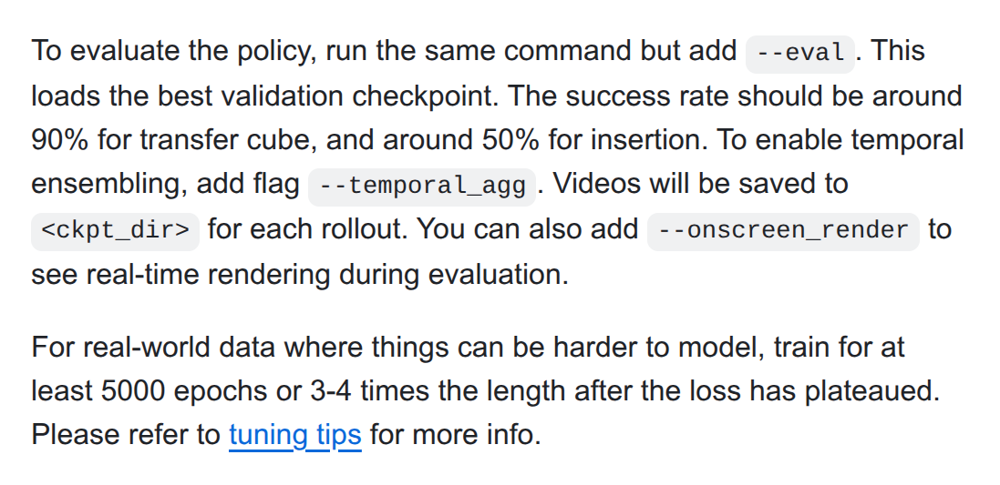 To evaluate the policy, run the same command but add --eval. This
loads the best validation checkpoint. The success rate should be around
90% for transfer cube, and around 50% for insertion. To enable temporal
ensembling, add flag --temporal_agg. Videos will be saved to
<ckpt_dir> for each rollout. You can also add --onscreen_render to
see real-time rendering during evaluation.
For real-world data where things can be harder to model, train for at
least 5000 epochs or 3-4 times the length after the loss has plateaued.
Please refer to tuning tips for more info.